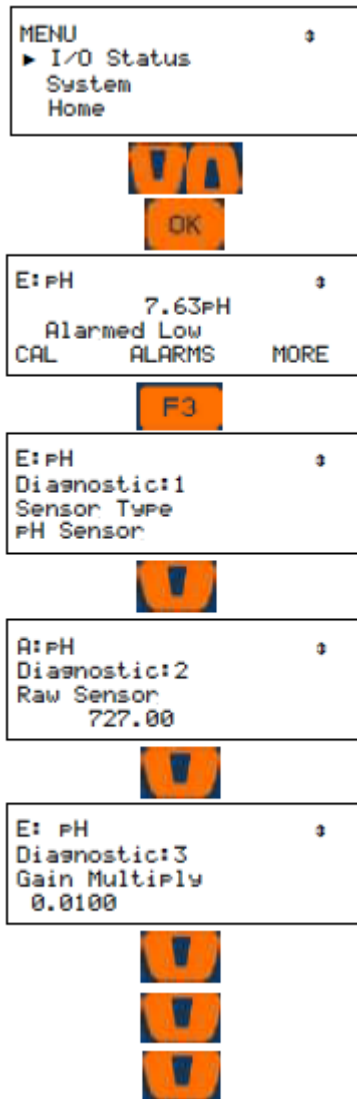 MENU
► I/O Status
System
Home
OK
E:pH
7.63pH
Alarmed Low
CAL ALARMS MORE
F3
E:pH
Diagnostic:1
Sensor Type
pH Sensor
A:pH
Diagnostic:2
Raw Sensor
727.00
E: pH
Diagnostic:3
Gain Multiply
0.0100